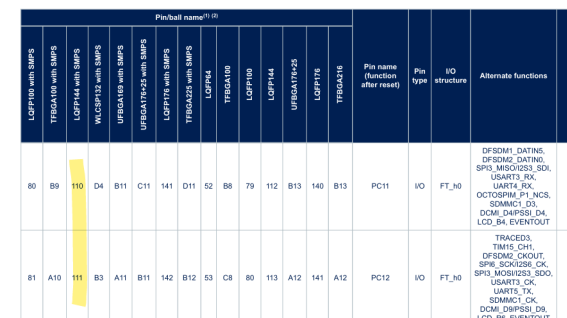 Pin/ball name(1) (2)
LQFP100 with SMPS
TFBGA100 with SMPS
LQFP144 with SMPS
WLCSP132 with SMPS
UFBGA169 with SMPS
UFBGA176+25 with SMPS
LQFP176 with SMPS
TFBGA225 with SMPS
LQFP64
TFBGA100
LQFP100
LQFP144
UFBGA176+25
LQFP176
TFBGA216
Pin name
(function
after reset)
Pin
type
I/O
structure
Alternate functions
80 B9 110 D4 B11 C11 141 D11 52 B8 79 112 B13 140 B13 PC11 I/O FT_h0
DFSDM1_DATIN5,
DFSDM2_DATIN0,
SPI3_MISO/I2S3_SDI,
USART3_RX,
UART4_RX,
OCTOSPIM_P1_NCS,
SDMMC1_D3,
DCMI_D4/PSSI_D4,
LCD_B4, EVENTOUT
81 A10 111 B3 A11 B11 142 B12 53 C8 80 113 A12 141 A12 PC12 I/O FT_h0
TRACED3,
TIM15_CH1,
DFSDM2_CKOUT,
SPI6_SCK/I2S6_CK,
SPI3_MOSI/I2S3_SDO,
USART3_CK,
UART5_TX,
SDMMC1_CK,
DCMI_D9/PSSI_D9,
LCD_R6, EVENTOUT